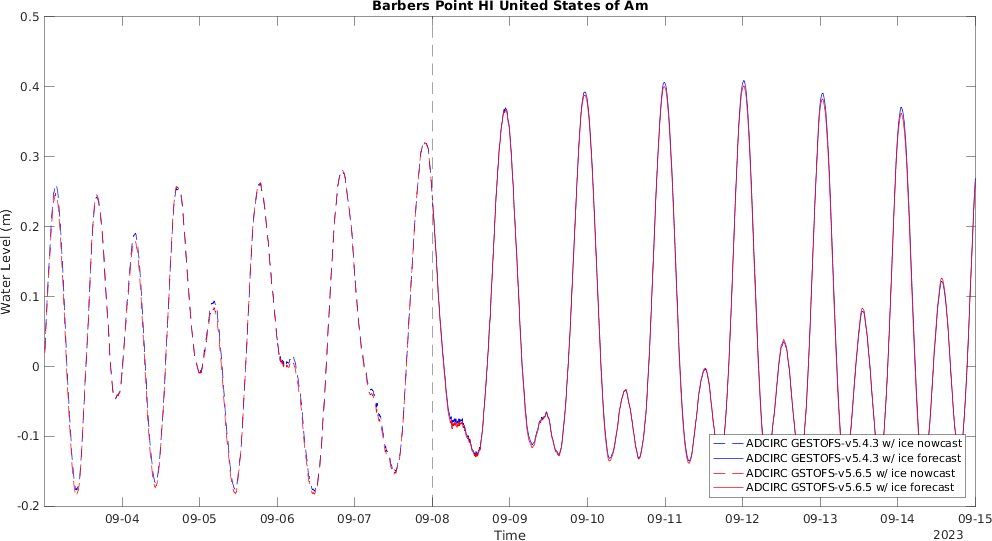 Barbers Point HI United States of Am
Water Level (m)
0.5
0.4
0.3
0.2
0.1
0
-0.1
-0.2
ADCIRC GESTOFS-v5.4.3 w/ ice nowcast
ADCIRC GESTOFS-v5.4.3 w/ ice forecast
ADCIRC GSTOFS-v5.6.5 w/ ice nowcast
ADCIRC GSTOFS-v5.6.5 w/ ice forecast
09-04 09-05 09-06 09-07 09-08 09-09 09-10 09-11 09-12 09-13 09-14 09-15
Time
2023